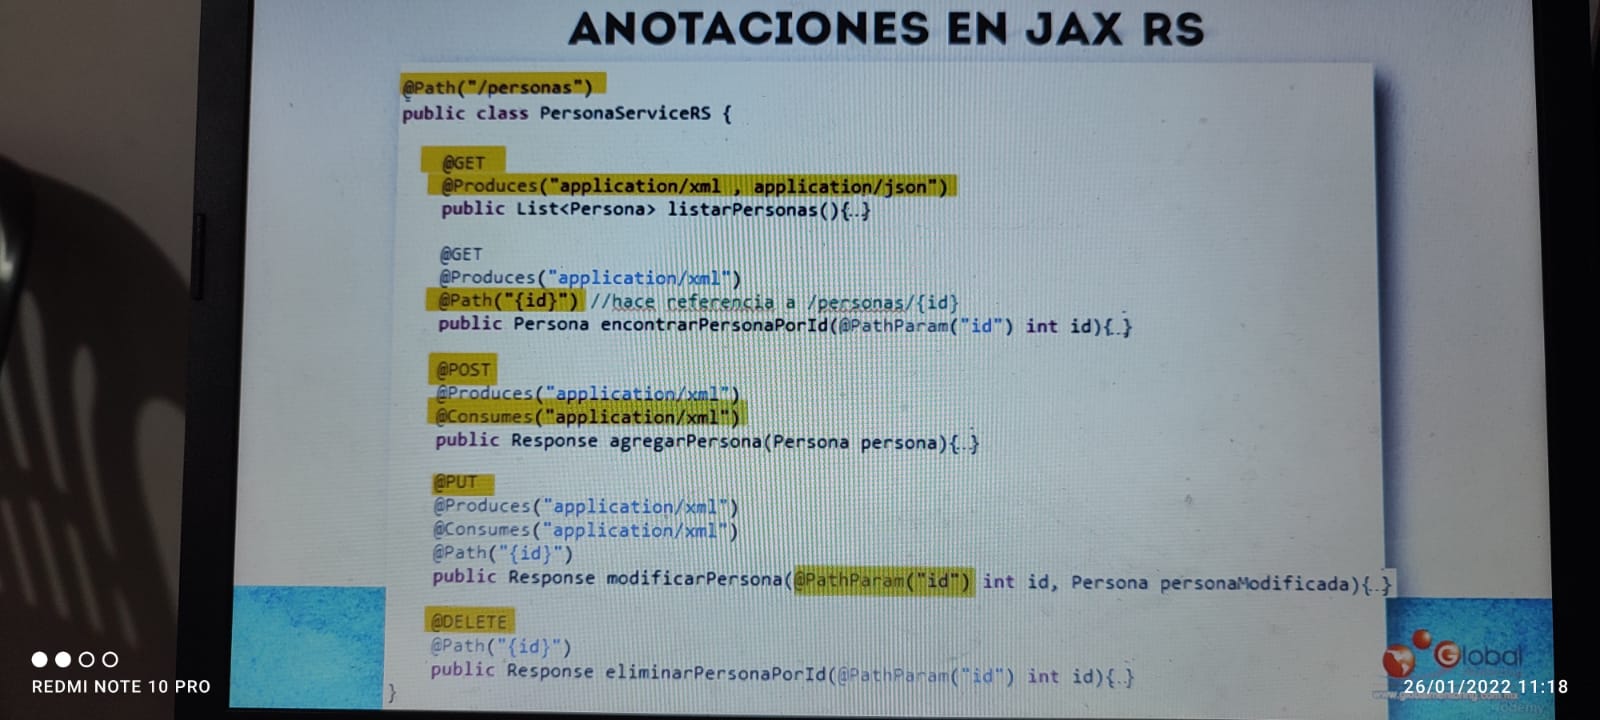 ANOTACIONES EN JAX RS
@Path("/personas")
public class PersonaServiceRS {
@GET
@Produces("application/xml , application/json")
public List<Persona> listarPersonas(){..}
@GET
@Produces("application/xml")
@Path("{id}") //hace referencia a /personas/{id}
public Persona encontrarPersonaPorId(@PathParam("id") int id){..}
@POST
@Produces("application/xml")
@Consumes("application/xml")
public Response agregarPersona(Persona persona){..}
@PUT
@Produces("application/xml")
@Consumes("application/xml")
@Path("{id}")
public Response modificarPersona(@PathParam("id") int id, Persona personaModificada){..}
@DELETE
@Path("{id}")
public Response eliminarPersonaPorId(@PathParam("id") int id){..}
}
Global
REDMI NOTE 10 PRO
26/01/2022 11:18